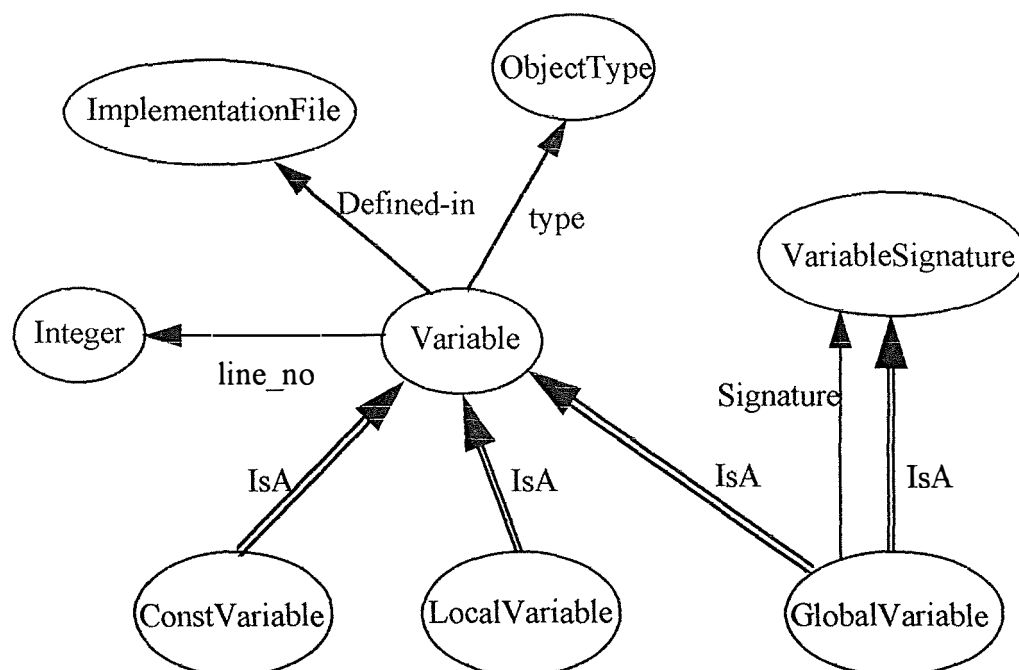 ObjectType
ImplementationFile
Defined-in
type
VariableSignature
Integer
Variable
line_no
Signature
IsA
IsA
IsA
IsA
ConstVariable
LocalVariable
GlobalVariable